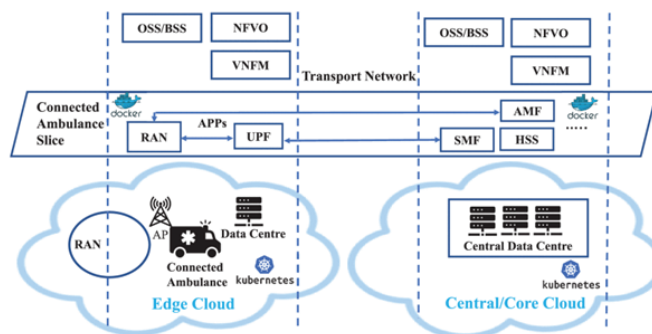 OSS/BSS
NFVO
VNFM
Transport Network
OSS/BSS
NFVO
VNFM
Connected
Ambulance
Slice
docker
RAN
APPs
UPF
AMF
docker
SMF
HSS
.....
RAN
AP
Data Centre
Connected
Ambulance
kubernetes
Edge Cloud
Central Data Centre
kubernetes
Central/Core Cloud